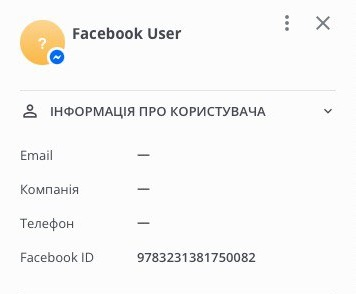 ?
Facebook User
ІНФОРМАЦІЯ ПРО КОРИСТУВАЧА
Email —
Компанія —
Телефон —
Facebook ID 9783231381750082